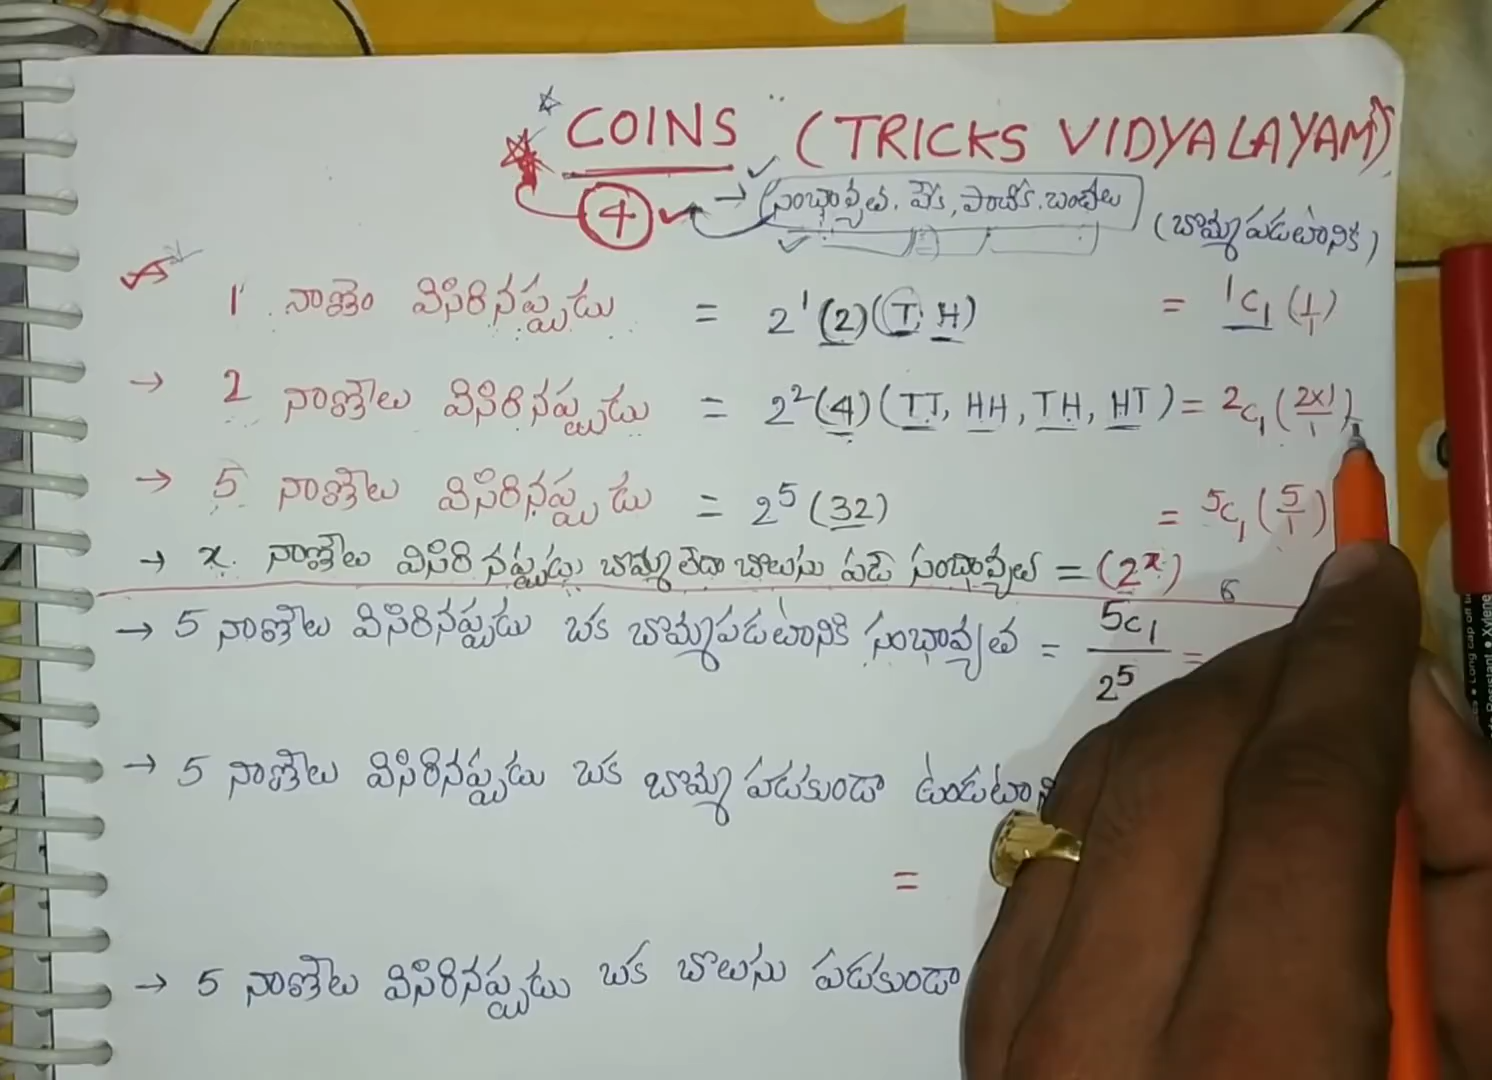 COINS (TRICKS VIDYALAYAM)
4 → సంభావ్యత, పేక, పాచిక, బంతులు
(బొమ్మ పడటానికి)
1 నాణెం విసిరినప్పుడు = 2¹ (2) (T, H) = ¹C₁ (1/1)
→ 2 నాణేలు విసిరినప్పుడు = 2² (4) (TT, HH, TH, HT) = ²C₁ (2×1/1)
→ 5 నాణేలు విసిరినప్పుడు = 2⁵ (32) = ⁵C₁ (5/1)
→ x నాణేలు విసిరినప్పుడు బొమ్మ లేదా బొలుసు పడే సంభావ్యత = (2ˣ)
→ 5 నాణేలు విసిరినప్పుడు ఒక బొమ్మపడటానికి సంభావ్యత = 5C₁/2⁵ =
→ 5 నాణేలు విసిరినప్పుడు ఒక బొమ్మ పడకుండా ఉండటాని
=
→ 5 నాణేలు విసిరినప్పుడు ఒక బొలుసు పడకుండా